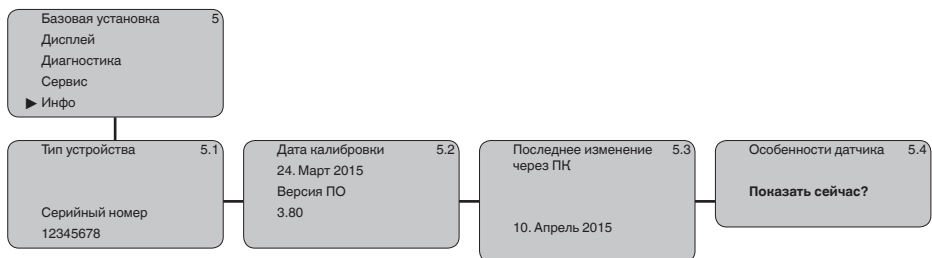 Базовая установка 5
Дисплей
Диагностика
Сервис
▶ Инфо
Тип устройства 5.1
Серийный номер
12345678
Дата калибровки 5.2
24. Март 2015
Версия ПО
3.80
Последнее изменение 5.3
через ПК
10. Апрель 2015
Особенности датчика 5.4
Показать сейчас?